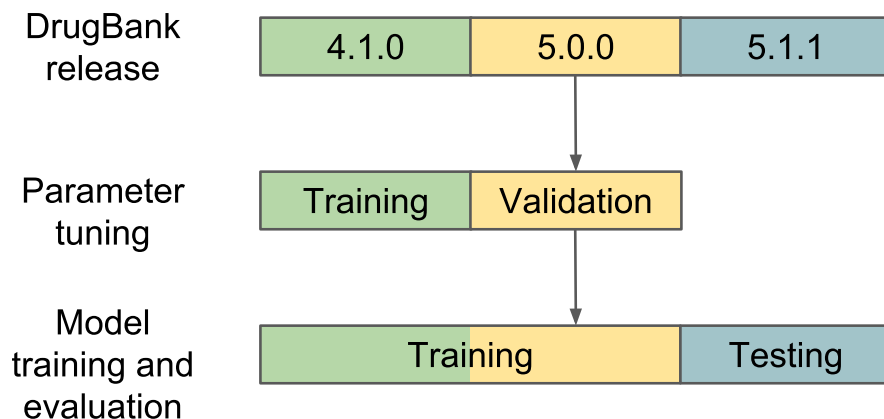 DrugBank
release
4.1.0 5.0.0 5.1.1
Parameter
tuning
Training Validation
Model
training and
evaluation
Training Testing